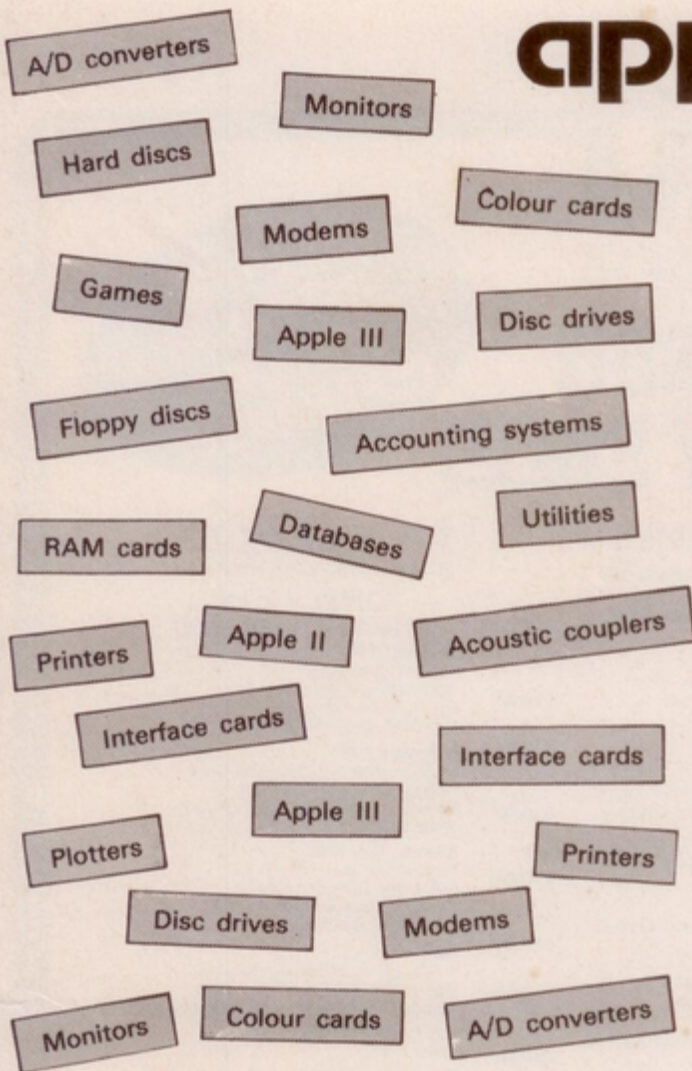 A/D converters
Monitors
Hard discs
Colour cards
Modems
Games
Apple III
Disc drives
Floppy discs
Accounting systems
Databases
Utilities
RAM cards
Apple II
Acoustic couplers
Printers
Interface cards
Interface cards
Apple III
Plotters
Printers
Disc drives
Modems
Monitors
Colour cards
A/D converters